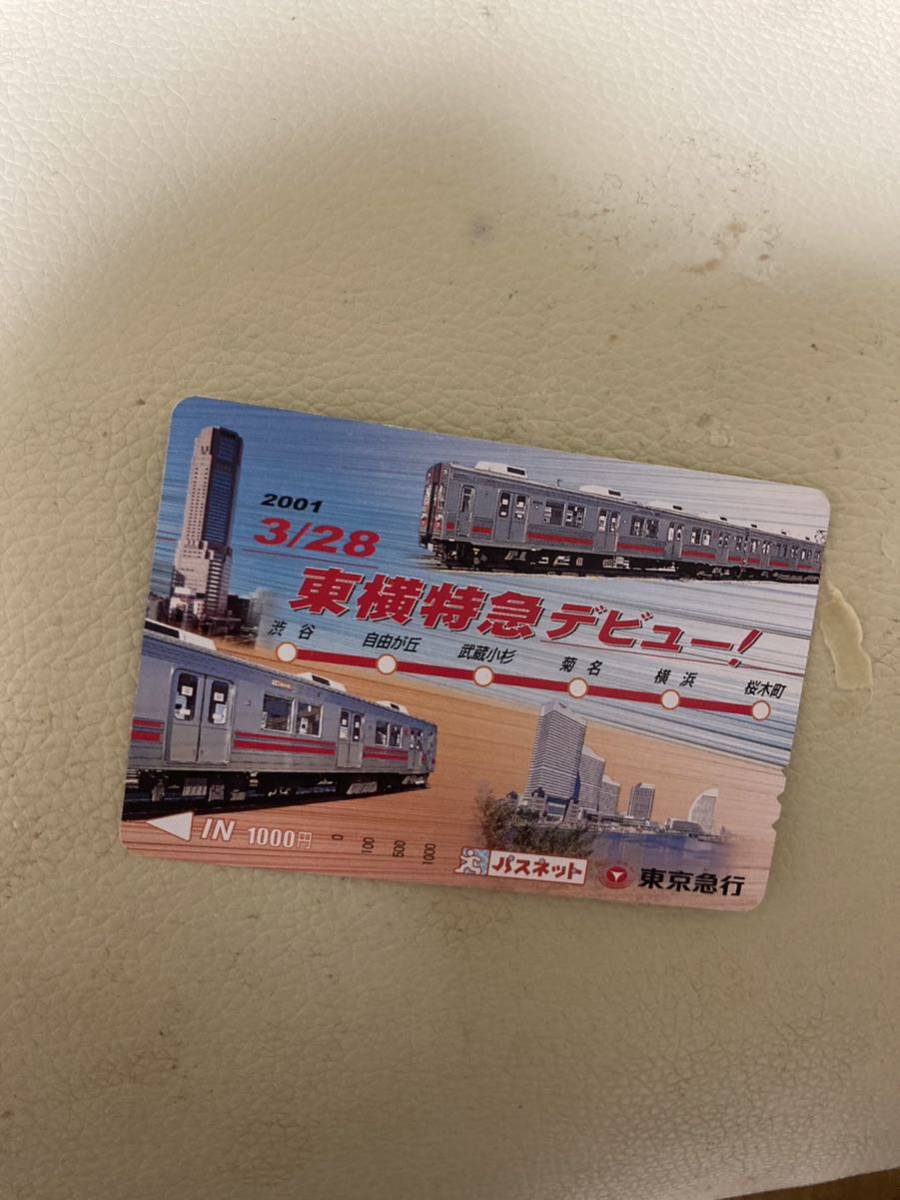 2001
3/28
東横特急デビュー!
渋谷 自由が丘 武蔵小杉 菊名 横浜 桜木町
IN 1000円 0 100 500 1000
パスネット 東京急行